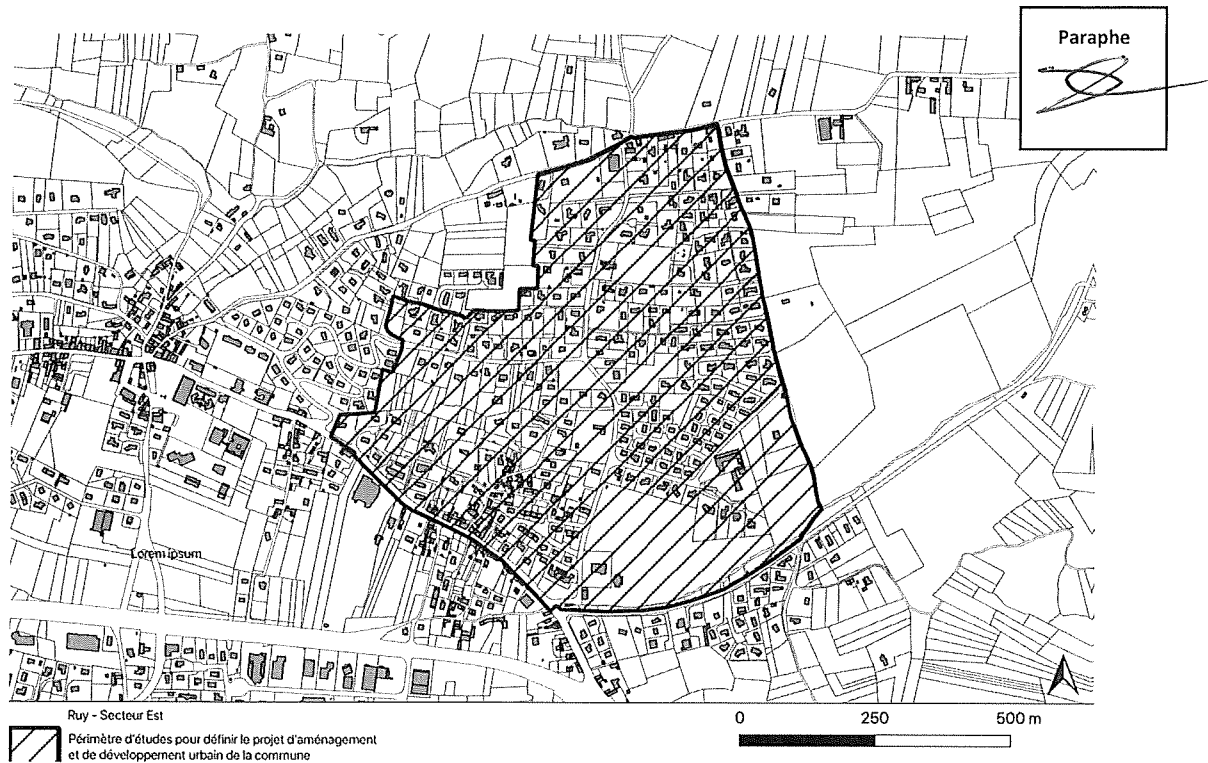 Paraphe
Lorem ipsum
Ruy - Secteur Est
0 250 500 m
Périmètre d'études pour définir le projet d'aménagement
et de développement urbain de la commune